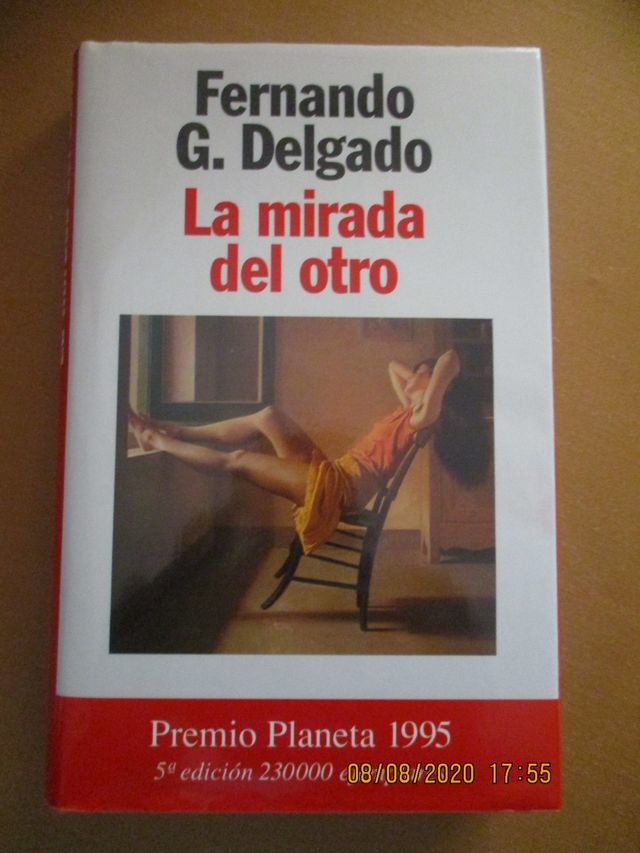 Fernando
G. Delgado
La mirada
del otro
Premio Planeta 1995
5ª edición 230000
08/08/2020 17:55